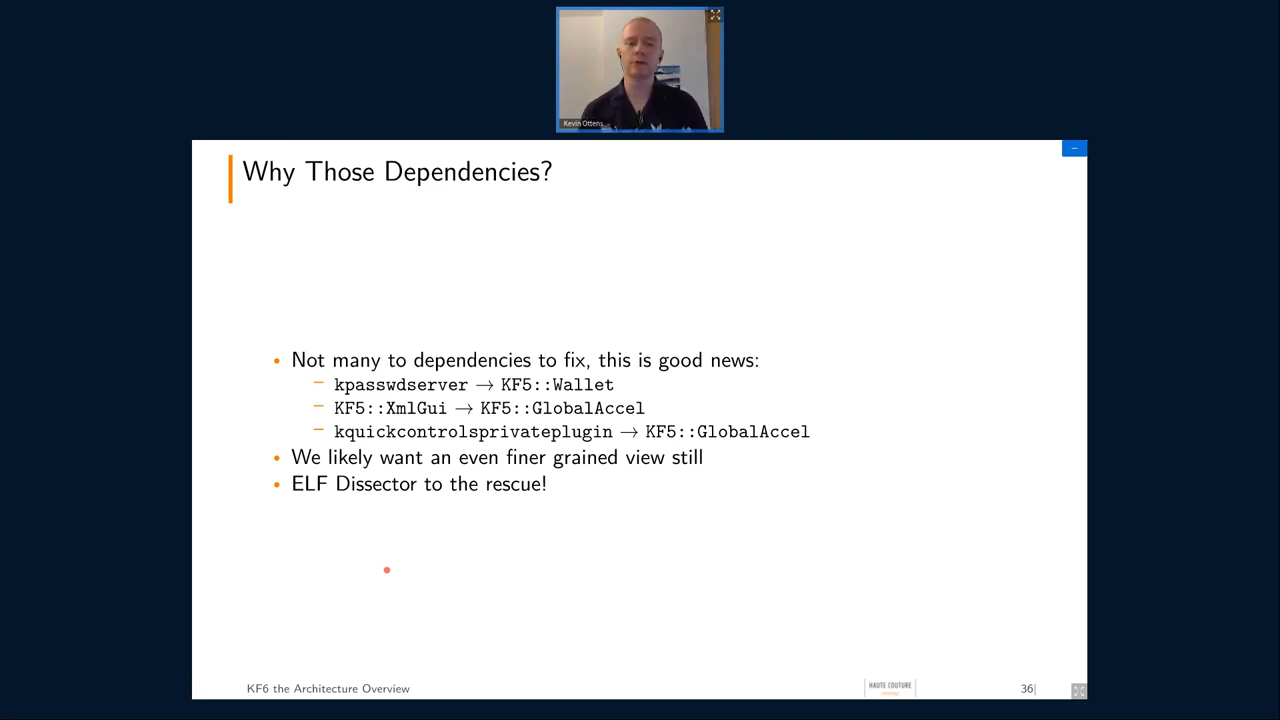 Kevin Ottens
Why Those Dependencies?
• Not many to dependencies to fix, this is good news:
– kpasswdserver → KF5::Wallet
– KF5::XmlGui → KF5::GlobalAccel
– kquickcontrolsprivateplugin → KF5::GlobalAccel
• We likely want an even finer grained view still
• ELF Dissector to the rescue!
KF6 the Architecture Overview
HAUTE COUTURE
36|